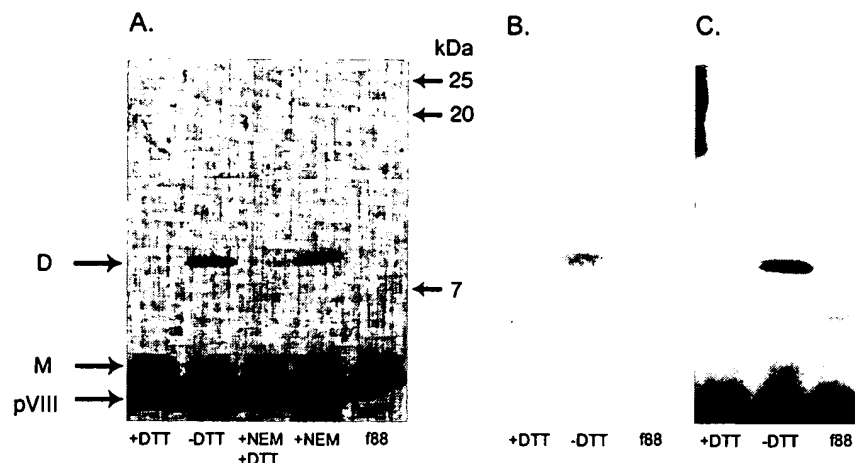 A.
B.
C.
kDa
25
20
D
7
M
pVIII
+DTT -DTT +NEM +NEM f88
+DTT
+DTT -DTT f88
+DTT -DTT f88